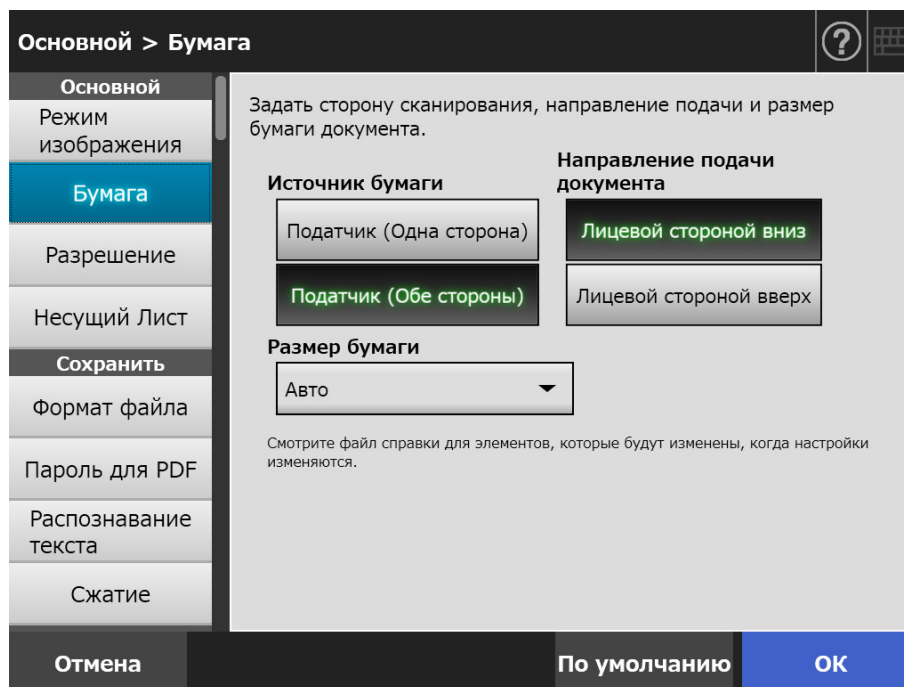 Основной > Бумага
?
Основной
Режим
изображения
Бумага
Разрешение
Несущий Лист
Сохранить
Формат файла
Пароль для PDF
Распознавание
текста
Сжатие
Задать сторону сканирования, направление подачи и размер
бумаги документа.
Источник бумаги
Податчик (Одна сторона)
Податчик (Обе стороны)
Направление подачи
документа
Лицевой стороной вниз
Лицевой стороной вверх
Размер бумаги
Авто
Смотрите файл справки для элементов, которые будут изменены, когда настройки
изменяются.
Отмена
По умолчанию
ОК